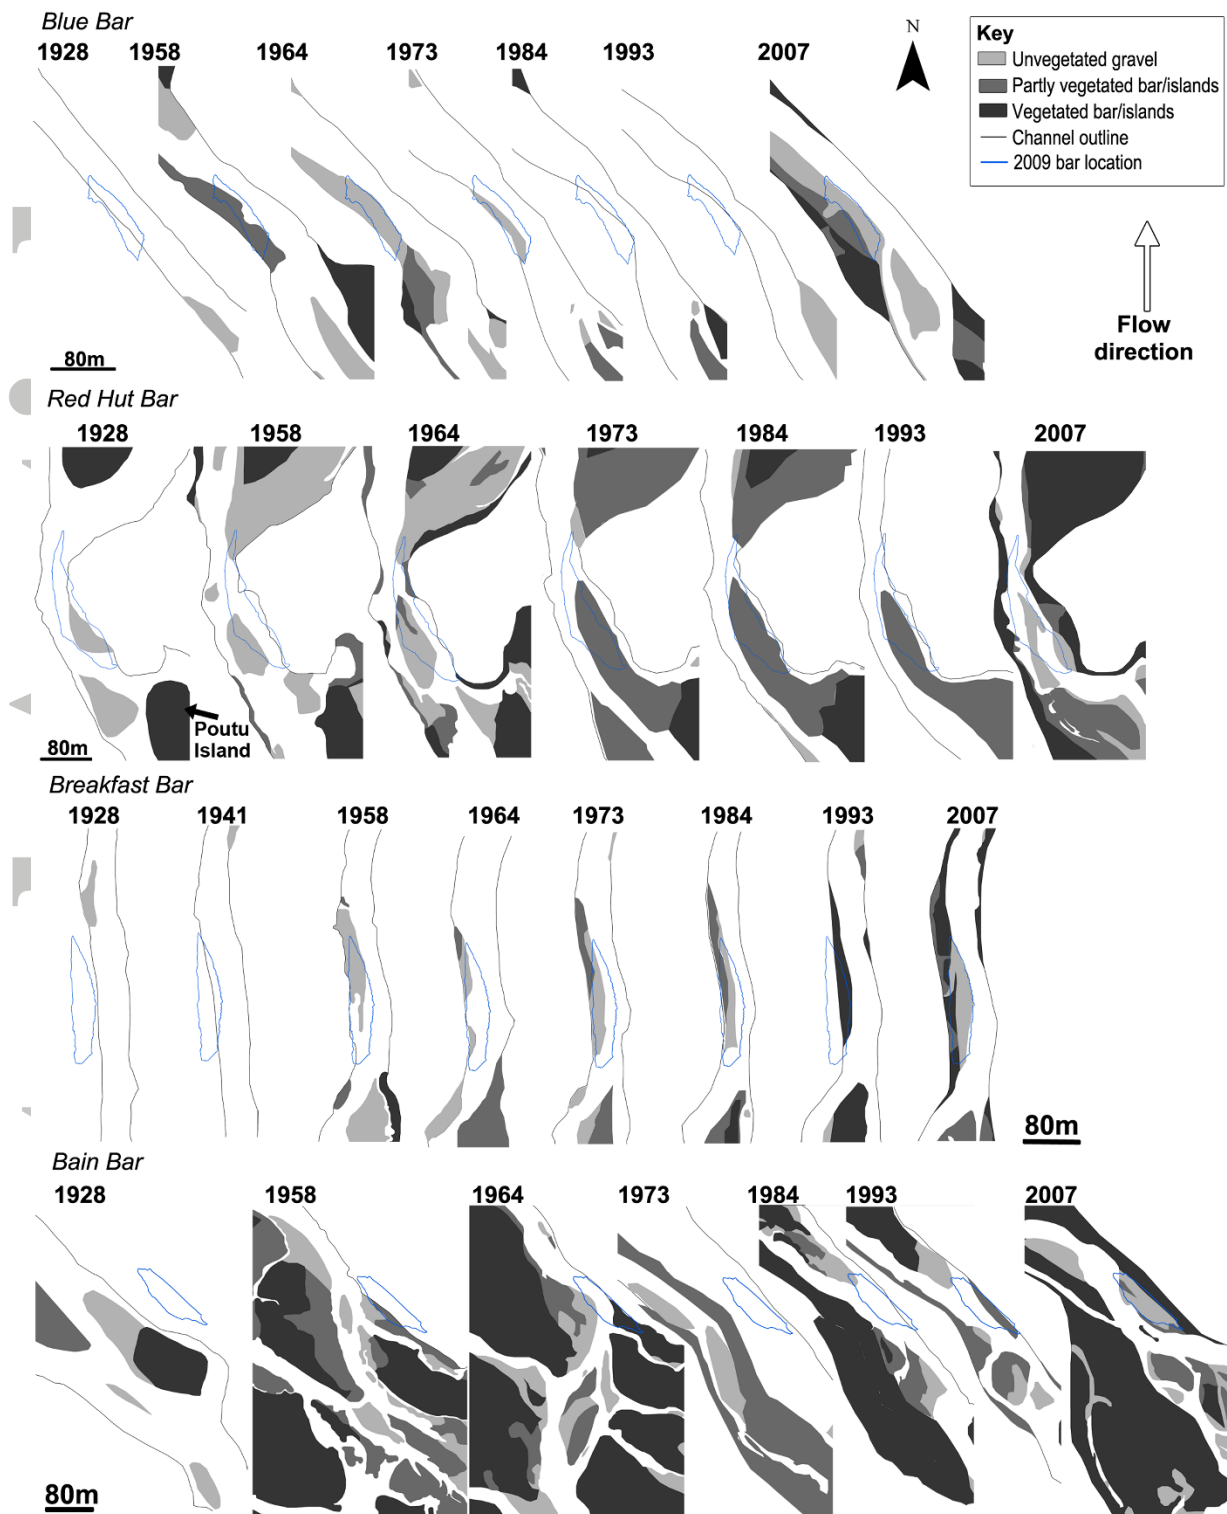 Blue Bar
1928 1958 1964 1973 1984 1993 2007
N
Key
Unvegetated gravel
Partly vegetated bar/islands
Vegetated bar/islands
Channel outline
2009 bar location
Flow
direction
80m
Red Hut Bar
1928 1958 1964 1973 1984 1993 2007
Poutu
Island
80m
Breakfast Bar
1928 1941 1958 1964 1973 1984 1993 2007
80m
Bain Bar
1928 1958 1964 1973 1984 1993 2007
80m